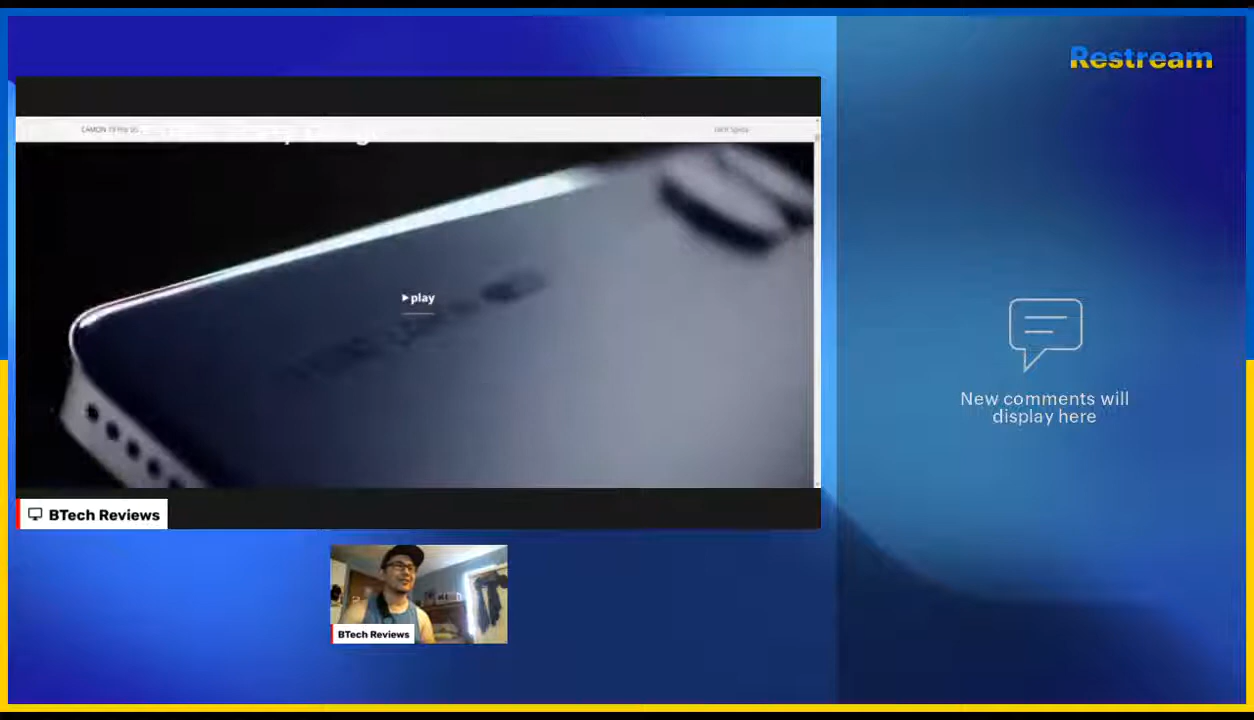 Restream
▶play
New comments will
display here
BTech Reviews
BTech Reviews